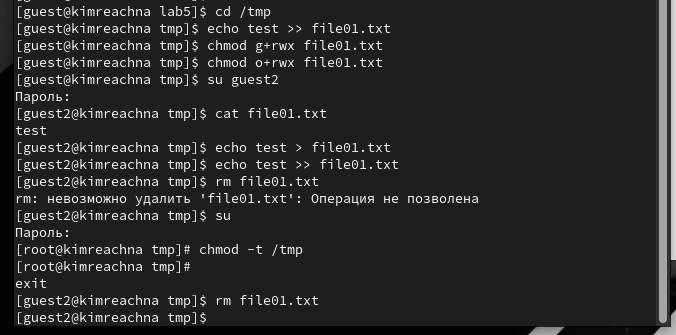 [guest@kimreachna lab5]$ cd /tmp
[guest@kimreachna tmp]$ echo test >> file01.txt
[guest@kimreachna tmp]$ chmod g+rwx file01.txt
[guest@kimreachna tmp]$ chmod o+rwx file01.txt
[guest@kimreachna tmp]$ su guest2
Пароль:
[guest2@kimreachna tmp]$ cat file01.txt
test
[guest2@kimreachna tmp]$ echo test > file01.txt
[guest2@kimreachna tmp]$ echo test >> file01.txt
[guest2@kimreachna tmp]$ rm file01.txt
rm: невозможно удалить 'file01.txt': Операция не позволена
[guest2@kimreachna tmp]$ su
Пароль:
[root@kimreachna tmp]# chmod -t /tmp
[root@kimreachna tmp]#
exit
[guest2@kimreachna tmp]$ rm file01.txt
[guest2@kimreachna tmp]$